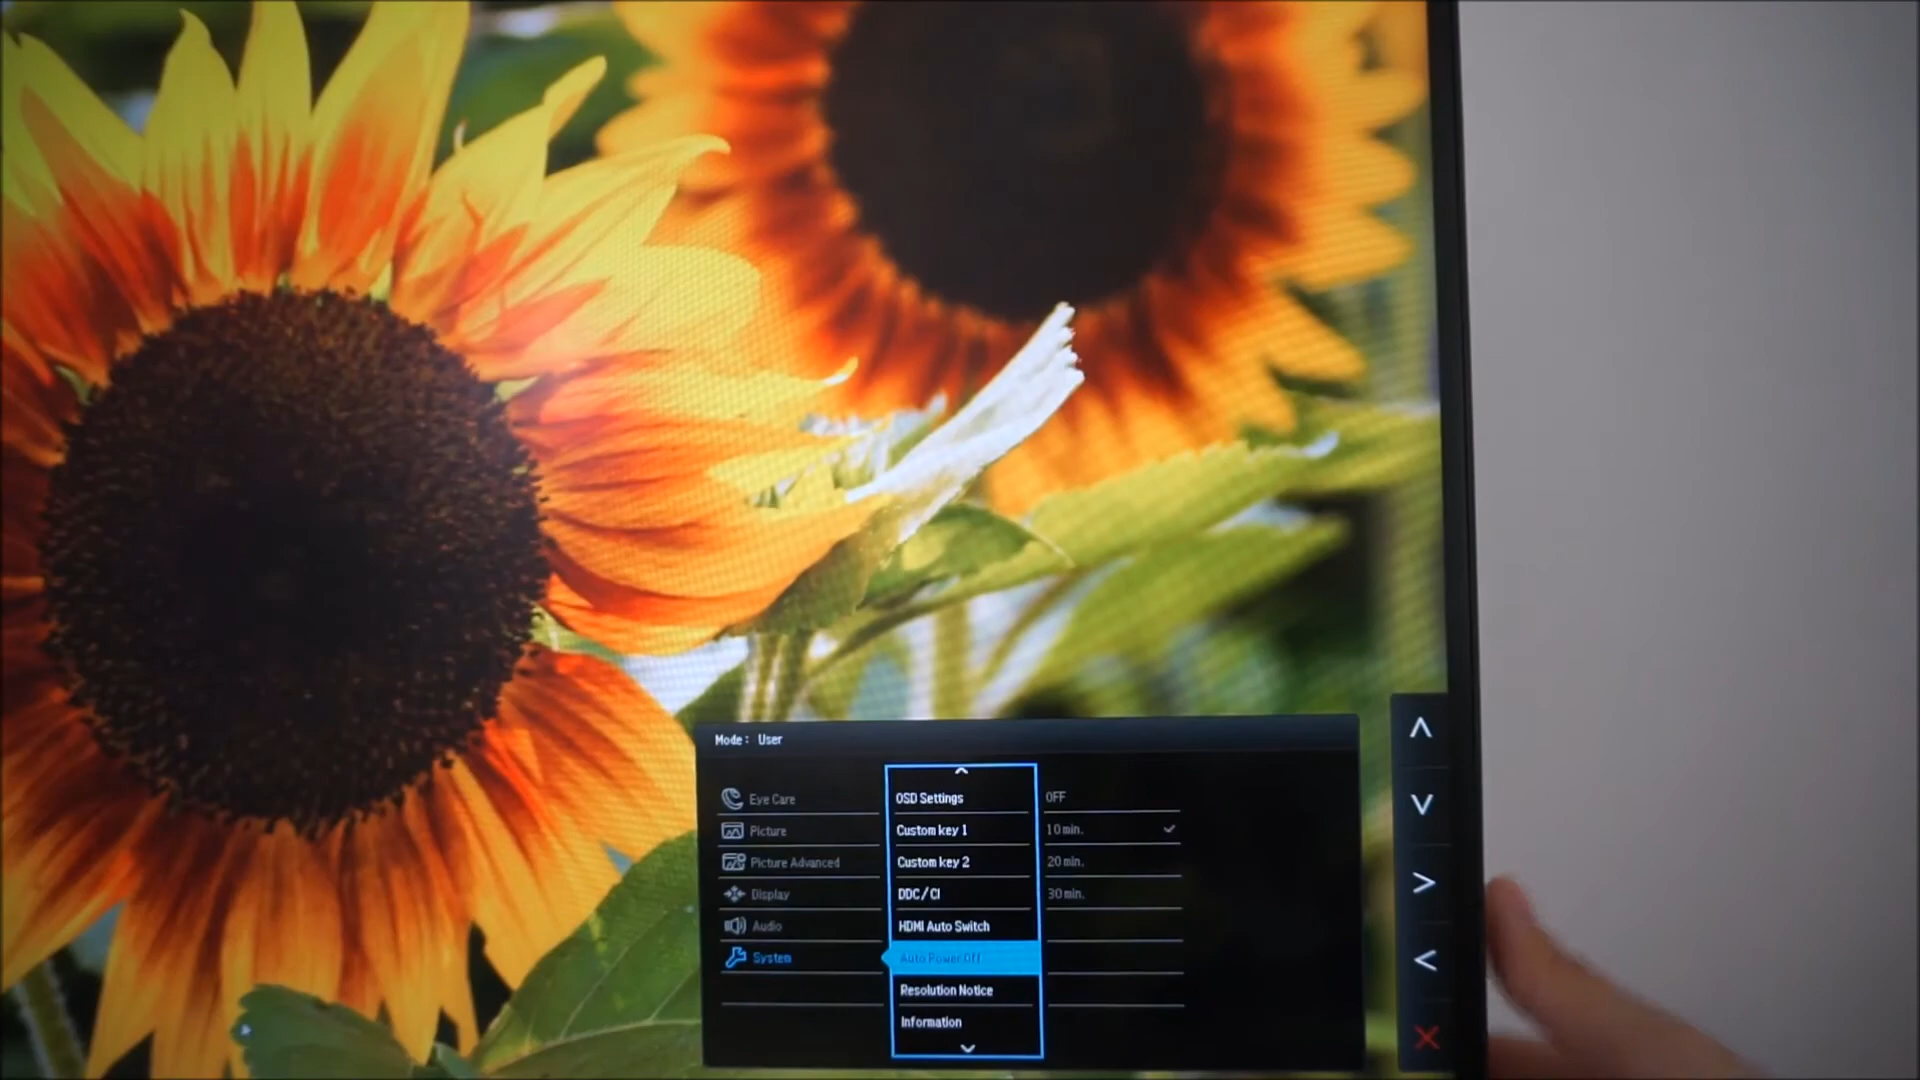 Mode: User
Eye Care
Picture
Picture Advanced
Display
Audio
System
OSD Settings
Custom key 1
Custom key 2
DDC/CI
HDMI Auto Switch
Auto Power Off
Resolution Notice
Information
OFF
10 min.
20 min.
30 min.